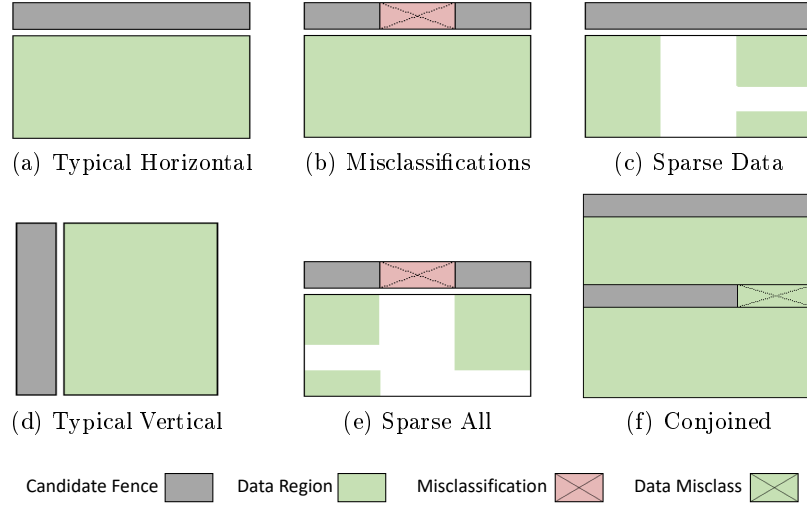 (a) Typical Horizontal
(b) Misclassifications
(c) Sparse Data
(d) Typical Vertical
(e) Sparse All
(f) Conjoined
Candidate Fence
Data Region
Misclassification
Data Misclass